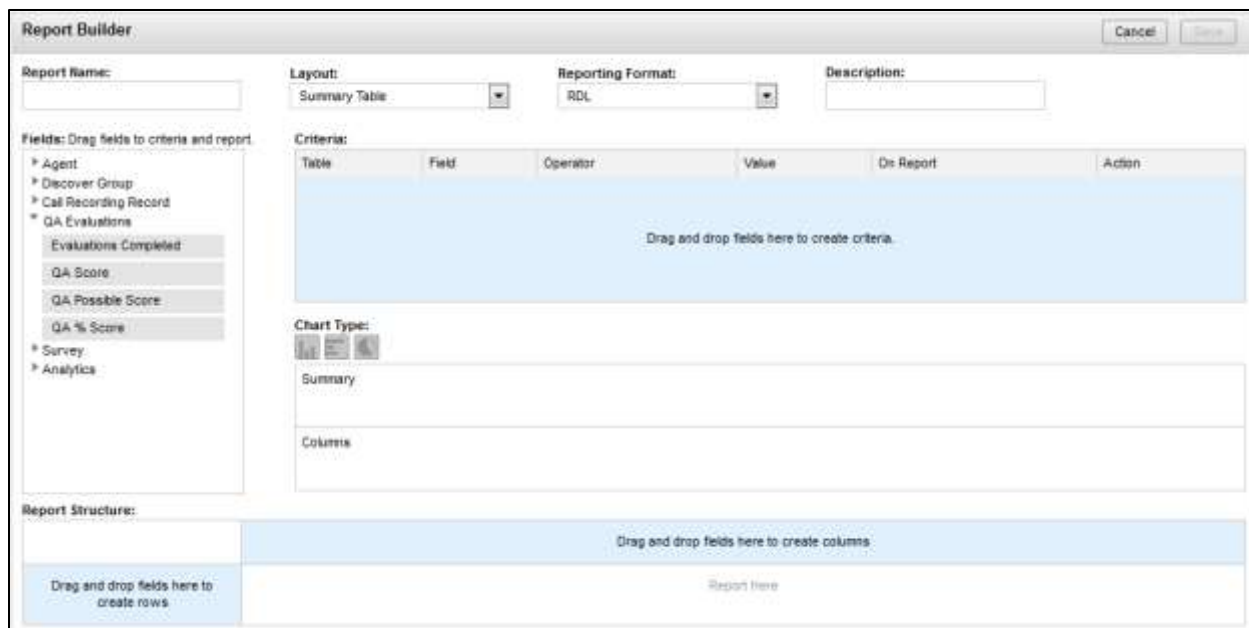 Report Builder
Cancel
Save
Report Name:
Layout:
Reporting Format:
Description:
Summary Table
RDL
Fields: Drag fields to criteria and report.
Criteria:
Agent
Discover Group
Call Recording Record
QA Evaluations
Evaluations Completed
QA Score
QA Possible Score
QA % Score
Survey
Analytics
Table
Field
Operator
Value
On Report
Action
Drag and drop fields here to create criteria.
Chart Type:
Summary
Columns
Report Structure:
Drag and drop fields here to create columns
Drag and drop fields here to
create rows
Report here